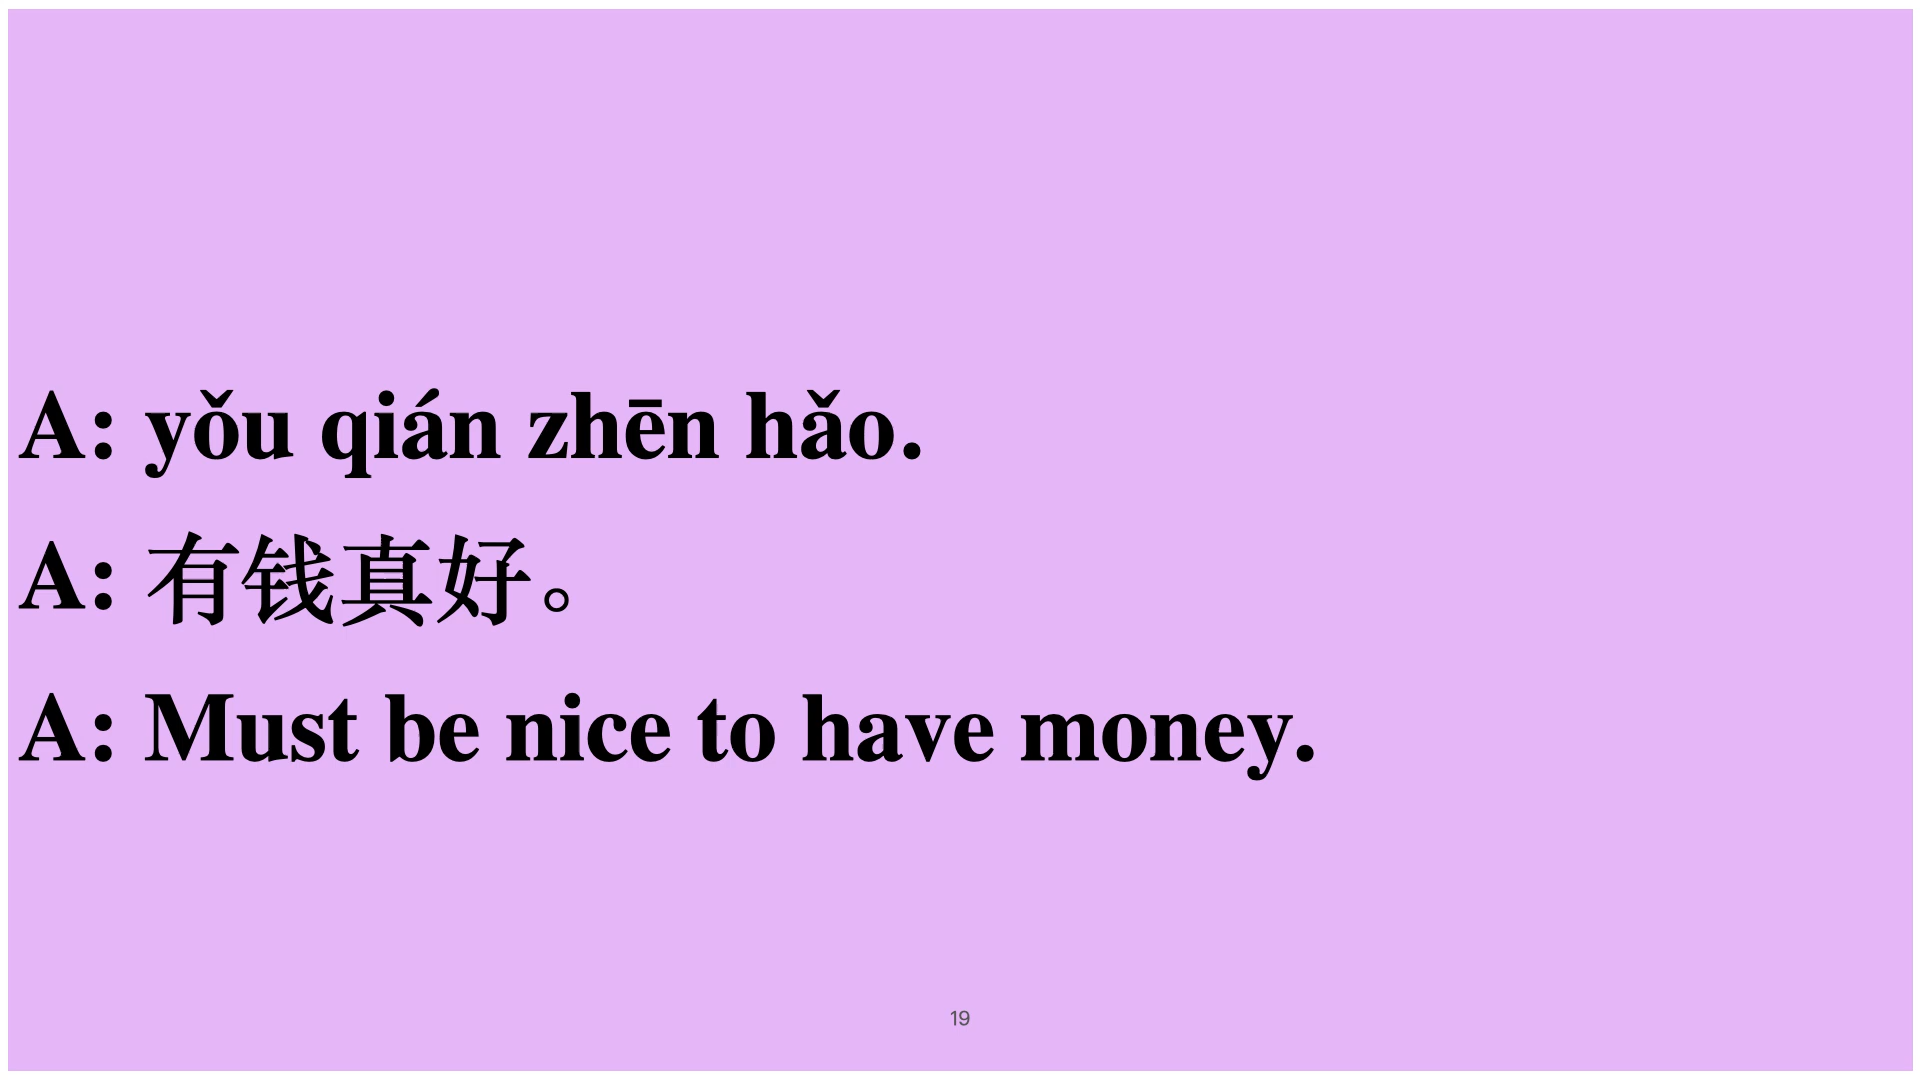 A: yǒu qián zhēn hǎo.
A: 有钱真好。
A: Must be nice to have money.
19